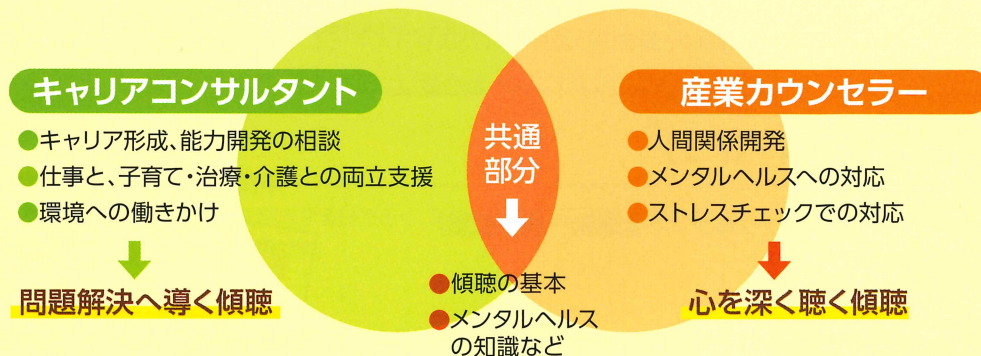 キャリアコンサルタント
●キャリア形成、能力開発の相談
●仕事と、子育て・治療・介護との両立支援
●環境への働きかけ
問題解決へ導く傾聴
共通
部分
●傾聴の基本
●メンタルヘルス
の知識など
産業カウンセラー
●人間関係開発
●メンタルヘルスへの対応
●ストレスチェックでの対応
心を深く聴く傾聴